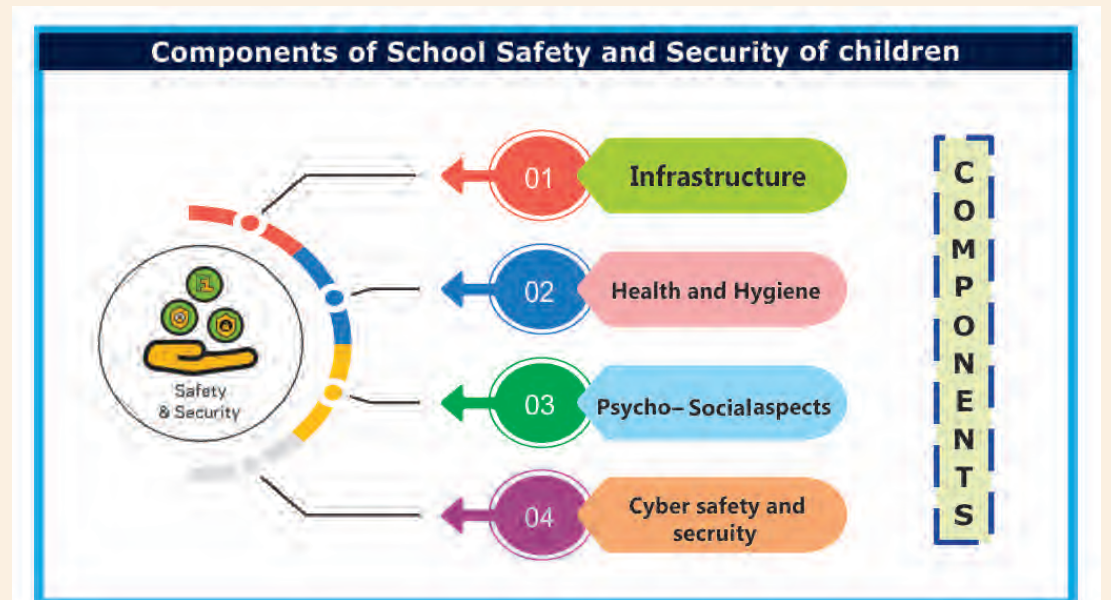 Components of School Safety and Security of children
01
Infrastructure
02
Health and Hygiene
03
Psycho– Socialaspects
04
Cyber safety and
secruity
Safety
& Security
C
O
M
P
O
N
E
N
T
S